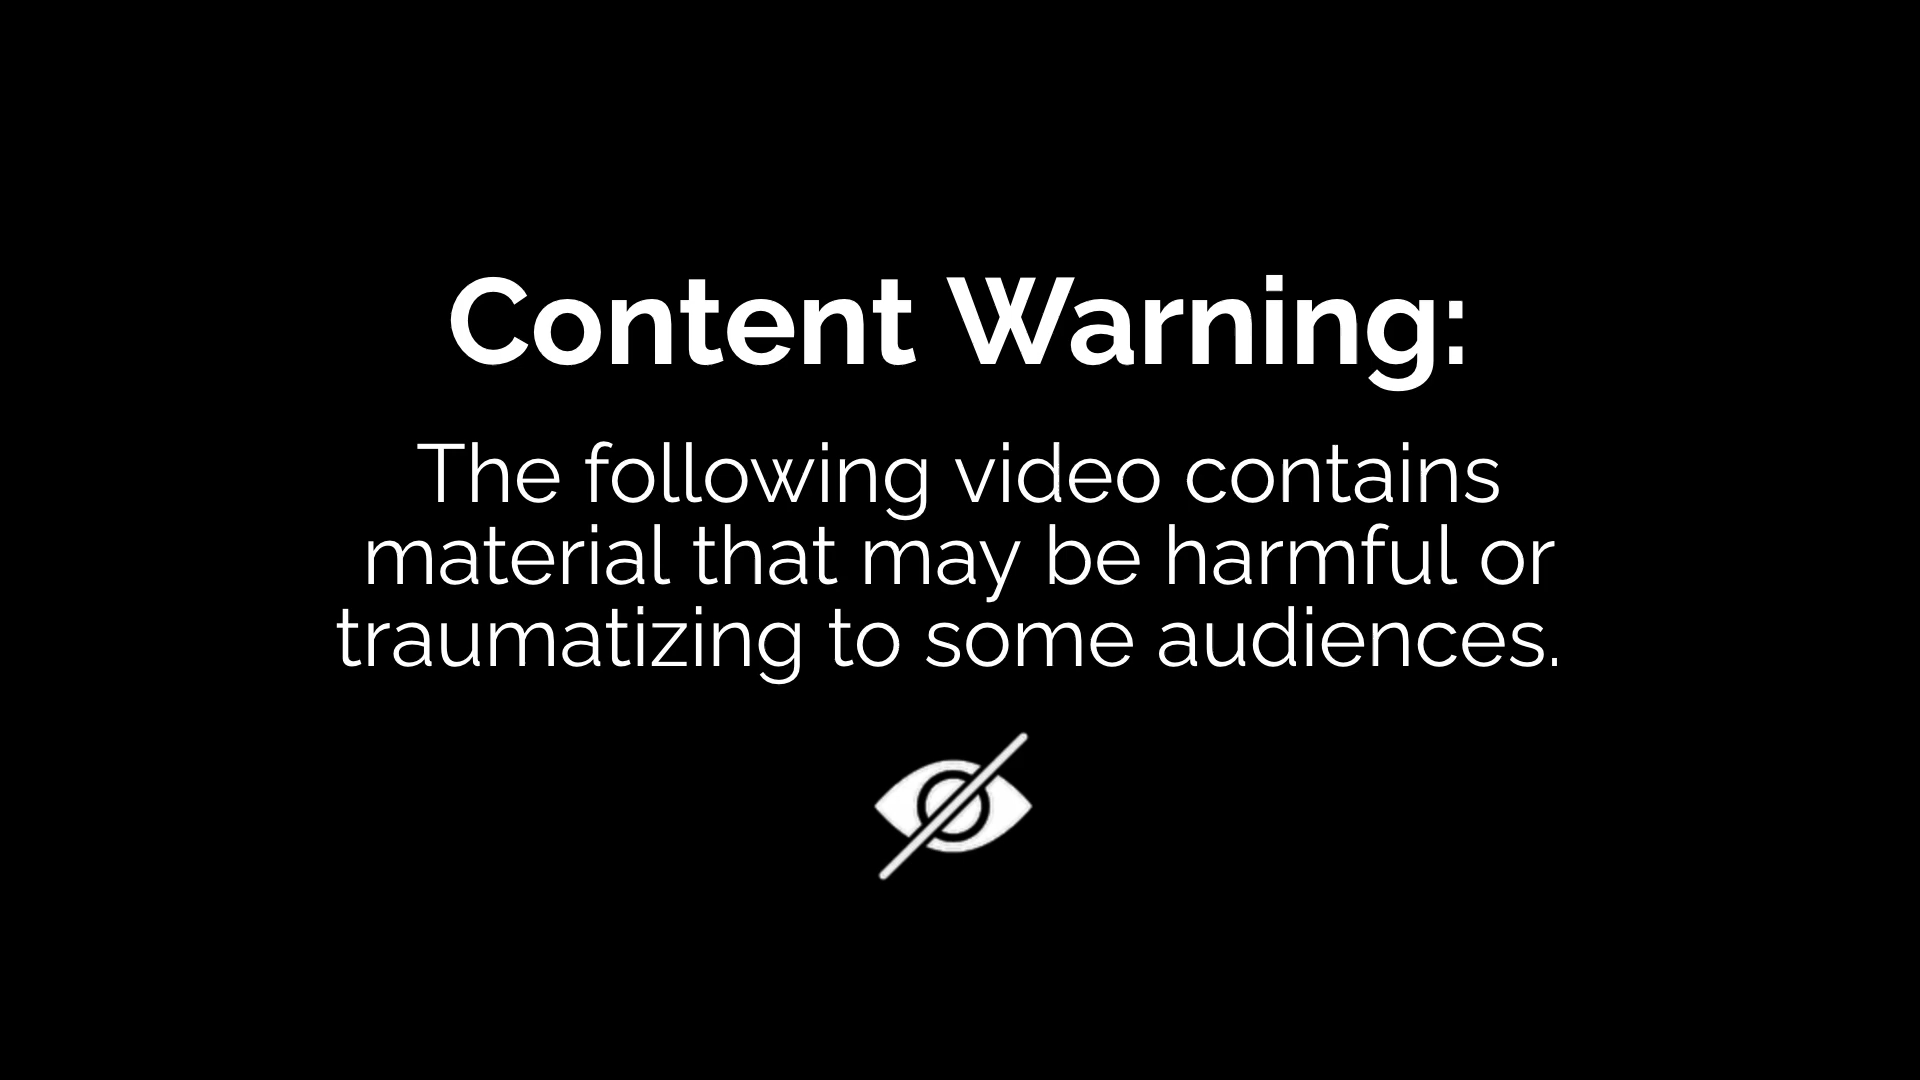 Content Warning:
The following video contains
material that may be harmful or
traumatizing to some audiences.